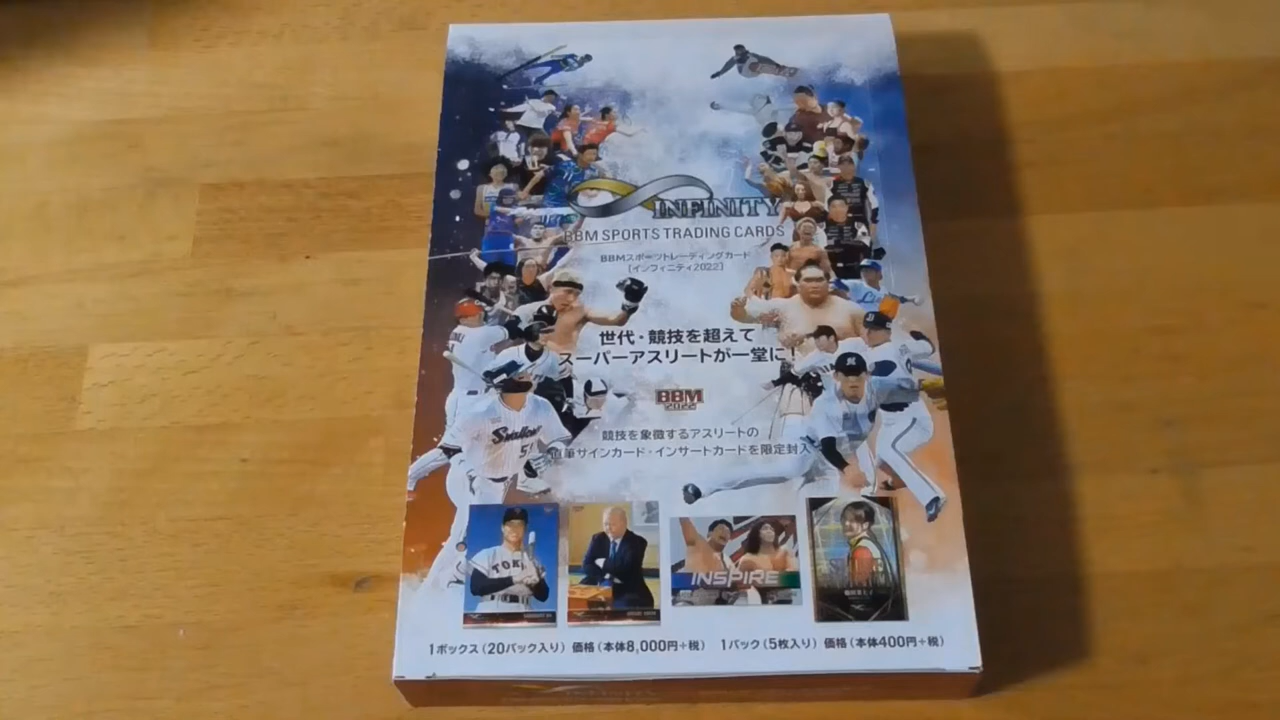 INFINITY
BBM SPORTS TRADING CARDS
BBMスポーツトレーディングカード
[インフィニティ2022]
世代・競技を超えて
スーパーアスリートが一堂に!
BBM
2022
競技を象徴するアスリートの
直筆サインカード・インサートカードを限定封入
Swallows
51
TOKY
INSPIRE
1ボックス(20パック入り) 価格(本体8,000円+税) 1パック(5枚入り) 価格(本体400円+税)
INFINITY